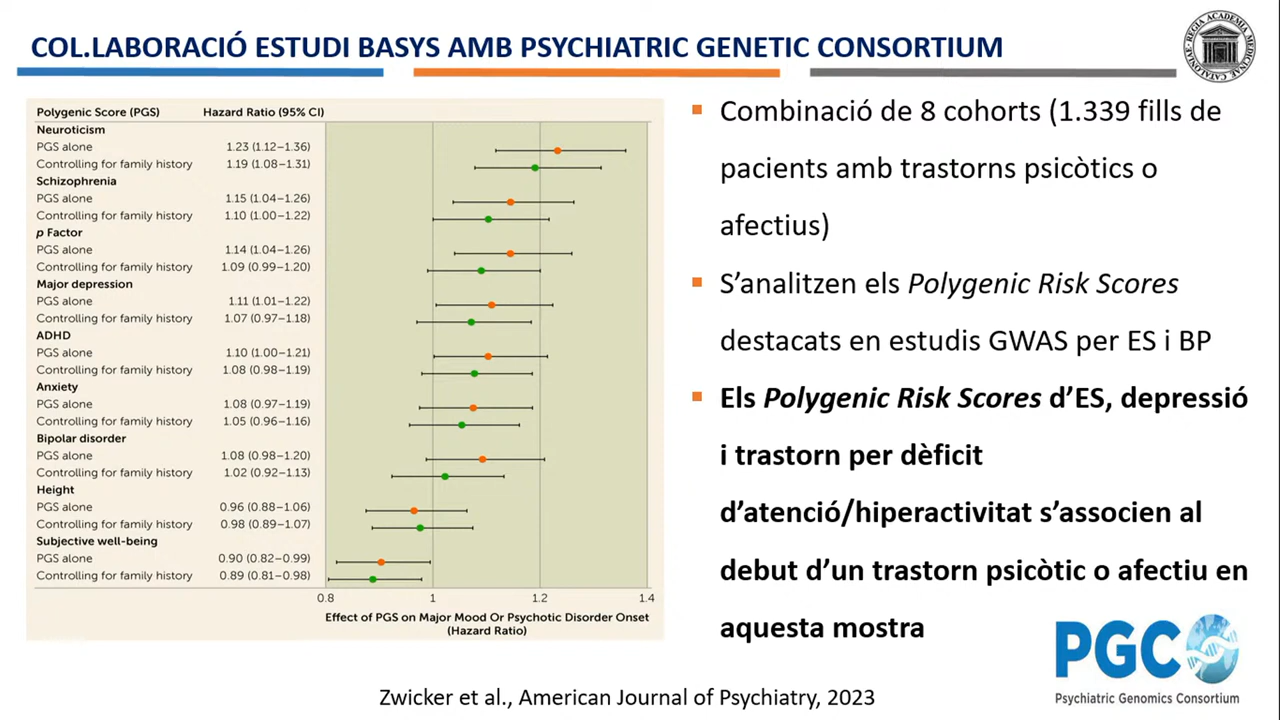 COL.LABORACIÓ ESTUDI BASYS AMB PSYCHIATRIC GENETIC CONSORTIUM
REGIA ACADEMIA MEDICINAE CATALONIAE
Polygenic Score (PGS) Hazard Ratio (95% CI)
Neuroticism
PGS alone 1.23 (1.12–1.36)
Controlling for family history 1.19 (1.08–1.31)
Schizophrenia
PGS alone 1.15 (1.04–1.26)
Controlling for family history 1.10 (1.00–1.22)
p Factor
PGS alone 1.14 (1.04–1.26)
Controlling for family history 1.09 (0.99–1.20)
Major depression
PGS alone 1.11 (1.01–1.22)
Controlling for family history 1.07 (0.97–1.18)
ADHD
PGS alone 1.10 (1.00–1.21)
Controlling for family history 1.08 (0.98–1.19)
Anxiety
PGS alone 1.08 (0.97–1.19)
Controlling for family history 1.05 (0.96–1.16)
Bipolar disorder
PGS alone 1.08 (0.98–1.20)
Controlling for family history 1.02 (0.92–1.13)
Height
PGS alone 0.96 (0.88–1.06)
Controlling for family history 0.98 (0.89–1.07)
Subjective well-being
PGS alone 0.90 (0.82–0.99)
Controlling for family history 0.89 (0.81–0.98)
0.8 1 1.2 1.4
Effect of PGS on Major Mood Or Psychotic Disorder Onset
(Hazard Ratio)
Combinació de 8 cohorts (1.339 fills de
pacients amb trastorns psicòtics o
afectius)
S’analitzen els Polygenic Risk Scores
destacats en estudis GWAS per ES i BP
Els Polygenic Risk Scores d’ES, depressió
i trastorn per dèficit
d’atenció/hiperactivitat s’associen al
debut d’un trastorn psicòtic o afectiu en
aquesta mostra
PGC
Psychiatric Genomics Consortium
Zwicker et al., American Journal of Psychiatry, 2023